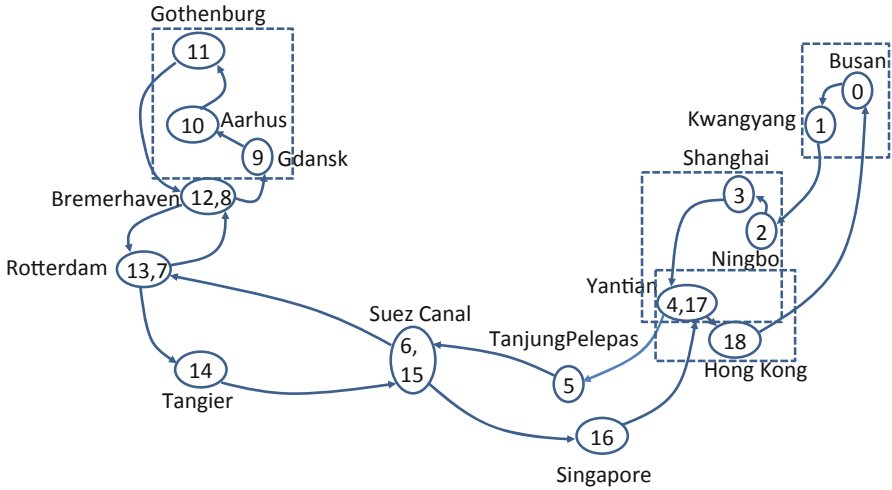 Gothenburg
11
Busan
0
Aarhus
10
Kwangyang
1
9
Gdansk
Shanghai
Bremerhaven
12,8
3
2
Ningbo
Rotterdam
13,7
Yantian
4,17
Suez Canal
TanjungPelepas
18
6,
15
Hong Kong
14
5
Tangier
16
Singapore